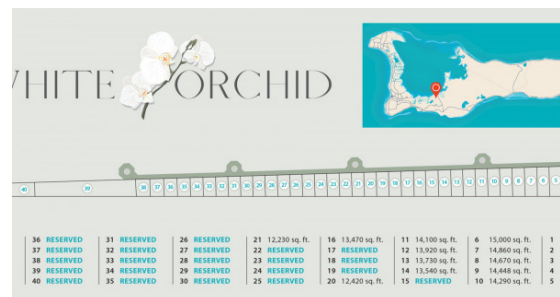 WHITE ORCHID
40 39 38 37 36 35 34 33 32 31 30 29 28 27 26 25 24 23 22 21 20 19 18 17 16 15 14 13 12 11 10 9 8 7 6 5
36 RESERVED 31 RESERVED 26 RESERVED 21 12,230 sq. ft. 16 13,470 sq. ft. 11 14,100 sq. ft. 6 15,000 sq. ft. 1
37 RESERVED 32 RESERVED 27 RESERVED 22 RESERVED 17 RESERVED 12 13,920 sq. ft. 7 14,860 sq. ft. 2
38 RESERVED 33 RESERVED 28 RESERVED 23 RESERVED 18 RESERVED 13 13,730 sq. ft. 8 14,670 sq. ft. 3
39 RESERVED 34 RESERVED 29 RESERVED 24 RESERVED 19 RESERVED 14 13,540 sq. ft. 9 14,448 sq. ft. 4
40 RESERVED 35 RESERVED 30 RESERVED 25 RESERVED 20 12,420 sq. ft. 15 RESERVED 10 14,290 sq. ft. 5